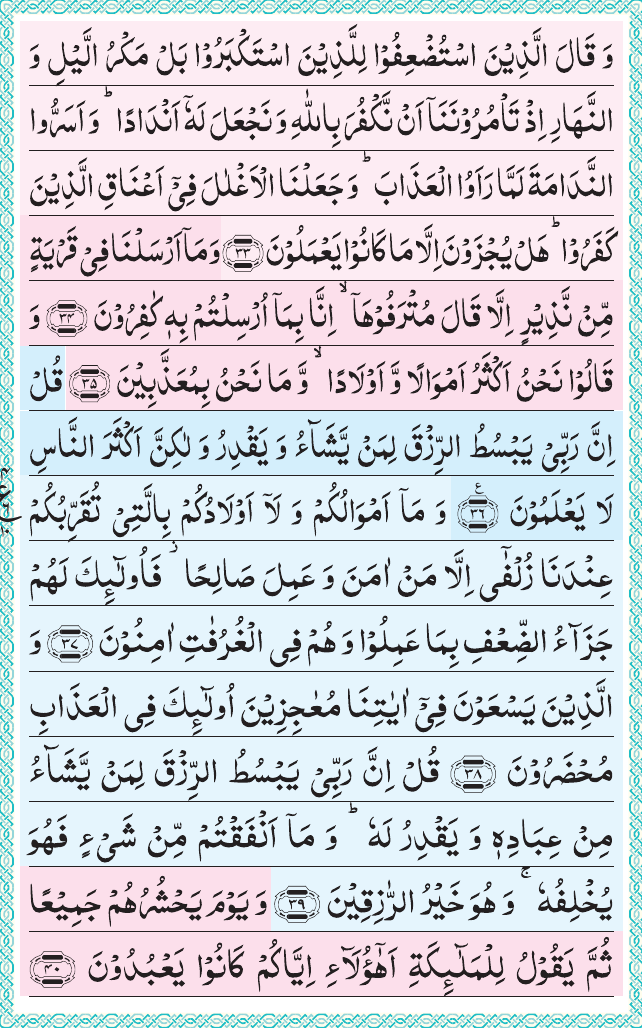 وَ قَالَ الَّذِیۡنَ اسۡتُضۡعِفُوۡا لِلَّذِیۡنَ اسۡتَکۡبَرُوۡا بَلۡ مَکۡرُ الَّیۡلِ وَ
النَّهَارِ اِذۡ تَاۡمُرُوۡنَنَاۤ اَنۡ نَّکۡفُرَ بِاللّٰهِ وَ نَجۡعَلَ لَهٗۤ اَنۡدَادًا ؕ وَ اَسَرُّوا
النَّدَامَةَ لَمَّا رَاَوُا الۡعَذَابَ ؕ وَ جَعَلۡنَا الۡاَغۡلٰلَ فِیۡۤ اَعۡنَاقِ الَّذِیۡنَ
کَفَرُوۡا ؕ هَلۡ یُجۡزَوۡنَ اِلَّا مَا کَانُوۡا یَعۡمَلُوۡنَ ﴿۳۳﴾ وَ مَاۤ اَرۡسَلۡنَا فِیۡ قَرۡیَةٍ
مِّنۡ نَّذِیۡرٍ اِلَّا قَالَ مُتۡرَفُوۡهَاۤ ۙ اِنَّا بِمَاۤ اُرۡسِلۡتُمۡ بِهٖ کٰفِرُوۡنَ ﴿۳۴﴾ وَ
قَالُوۡا نَحۡنُ اَکۡثَرُ اَمۡوَالًا وَّ اَوۡلَادًا ۙ وَّ مَا نَحۡنُ بِمُعَذَّبِیۡنَ ﴿۳۵﴾ قُلۡ
اِنَّ رَبِّیۡ یَبۡسُطُ الرِّزۡقَ لِمَنۡ یَّشَآءُ وَ یَقۡدِرُ وَ لٰکِنَّ اَکۡثَرَ النَّاسِ
لَا یَعۡلَمُوۡنَ ﴿۳۶﴾ ع وَ مَاۤ اَمۡوَالُکُمۡ وَ لَاۤ اَوۡلَادُکُمۡ بِالَّتِیۡ تُقَرِّبُکُمۡ
عِنۡدَنَا زُلۡفٰۤی اِلَّا مَنۡ اٰمَنَ وَ عَمِلَ صَالِحًا ۫ فَاُولٰٓئِکَ لَهُمۡ
جَزَآءُ الضِّعۡفِ بِمَا عَمِلُوۡا وَ هُمۡ فِی الۡغُرُفٰتِ اٰمِنُوۡنَ ﴿۳۷﴾ وَ
الَّذِیۡنَ یَسۡعَوۡنَ فِیۡۤ اٰیٰتِنَا مُعٰجِزِیۡنَ اُولٰٓئِکَ فِی الۡعَذَابِ
مُحۡضَرُوۡنَ ﴿۳۸﴾ قُلۡ اِنَّ رَبِّیۡ یَبۡسُطُ الرِّزۡقَ لِمَنۡ یَّشَآءُ
مِنۡ عِبَادِهٖ وَ یَقۡدِرُ لَهٗ ؕ وَ مَاۤ اَنۡفَقۡتُمۡ مِّنۡ شَیۡءٍ فَهُوَ
یُخۡلِفُهٗ ۚ وَ هُوَ خَیۡرُ الرّٰزِقِیۡنَ ﴿۳۹﴾ وَ یَوۡمَ یَحۡشُرُهُمۡ جَمِیۡعًا
ثُمَّ یَقُوۡلُ لِلۡمَلٰٓئِکَةِ اَهٰۤؤُلَآءِ اِیَّاکُمۡ کَانُوۡا یَعۡبُدُوۡنَ ﴿۴۰﴾